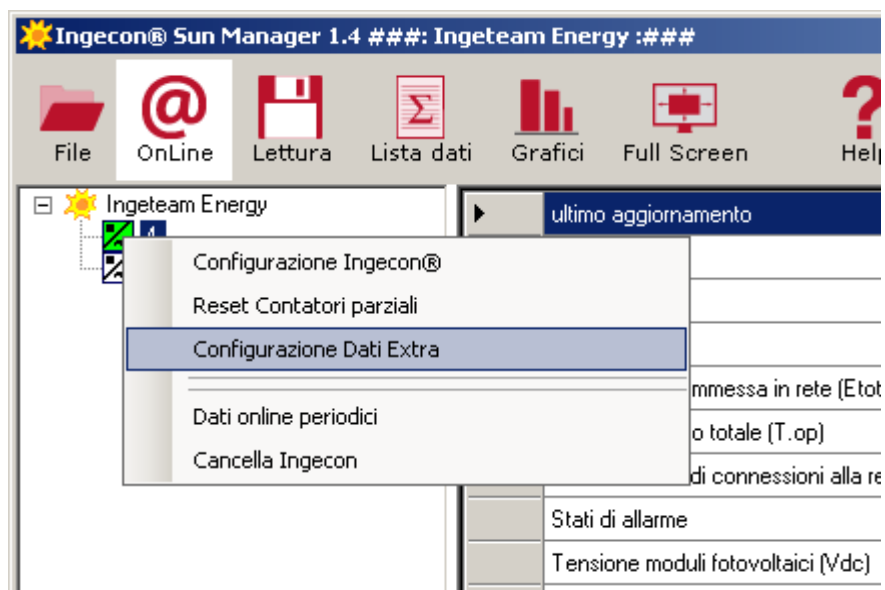 Ingecon® Sun Manager 1.4 ###: Ingeteam Energy :###
File OnLine Lettura Lista dati Grafici Full Screen Help
Ingeteam Energy
4
ultimo aggiornamento
Configurazione Ingecon®
Reset Contatori parziali
Configurazione Dati Extra
Dati online periodici
Cancella Ingecon
mmessa in rete (Etot
o totale (T.op)
di connessioni alla re
Stati di allarme
Tensione moduli fotovoltaici (Vdc)